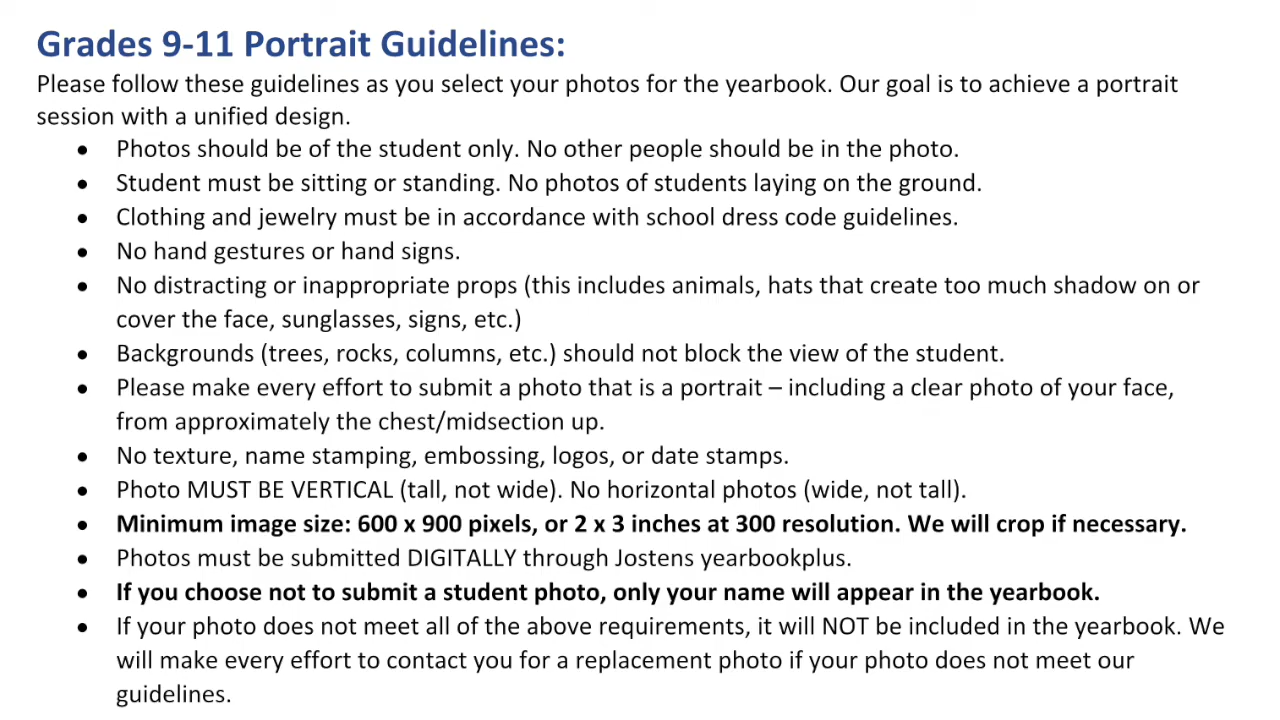 Grades 9-11 Portrait Guidelines:
Please follow these guidelines as you select your photos for the yearbook. Our goal is to achieve a portrait
session with a unified design.
• Photos should be of the student only. No other people should be in the photo.
• Student must be sitting or standing. No photos of students laying on the ground.
• Clothing and jewelry must be in accordance with school dress code guidelines.
• No hand gestures or hand signs.
• No distracting or inappropriate props (this includes animals, hats that create too much shadow on or
cover the face, sunglasses, signs, etc.)
• Backgrounds (trees, rocks, columns, etc.) should not block the view of the student.
• Please make every effort to submit a photo that is a portrait – including a clear photo of your face,
from approximately the chest/midsection up.
• No texture, name stamping, embossing, logos, or date stamps.
• Photo MUST BE VERTICAL (tall, not wide). No horizontal photos (wide, not tall).
• Minimum image size: 600 x 900 pixels, or 2 x 3 inches at 300 resolution. We will crop if necessary.
• Photos must be submitted DIGITALLY through Jostens yearbookplus.
• If you choose not to submit a student photo, only your name will appear in the yearbook.
• If your photo does not meet all of the above requirements, it will NOT be included in the yearbook. We
will make every effort to contact you for a replacement photo if your photo does not meet our
guidelines.